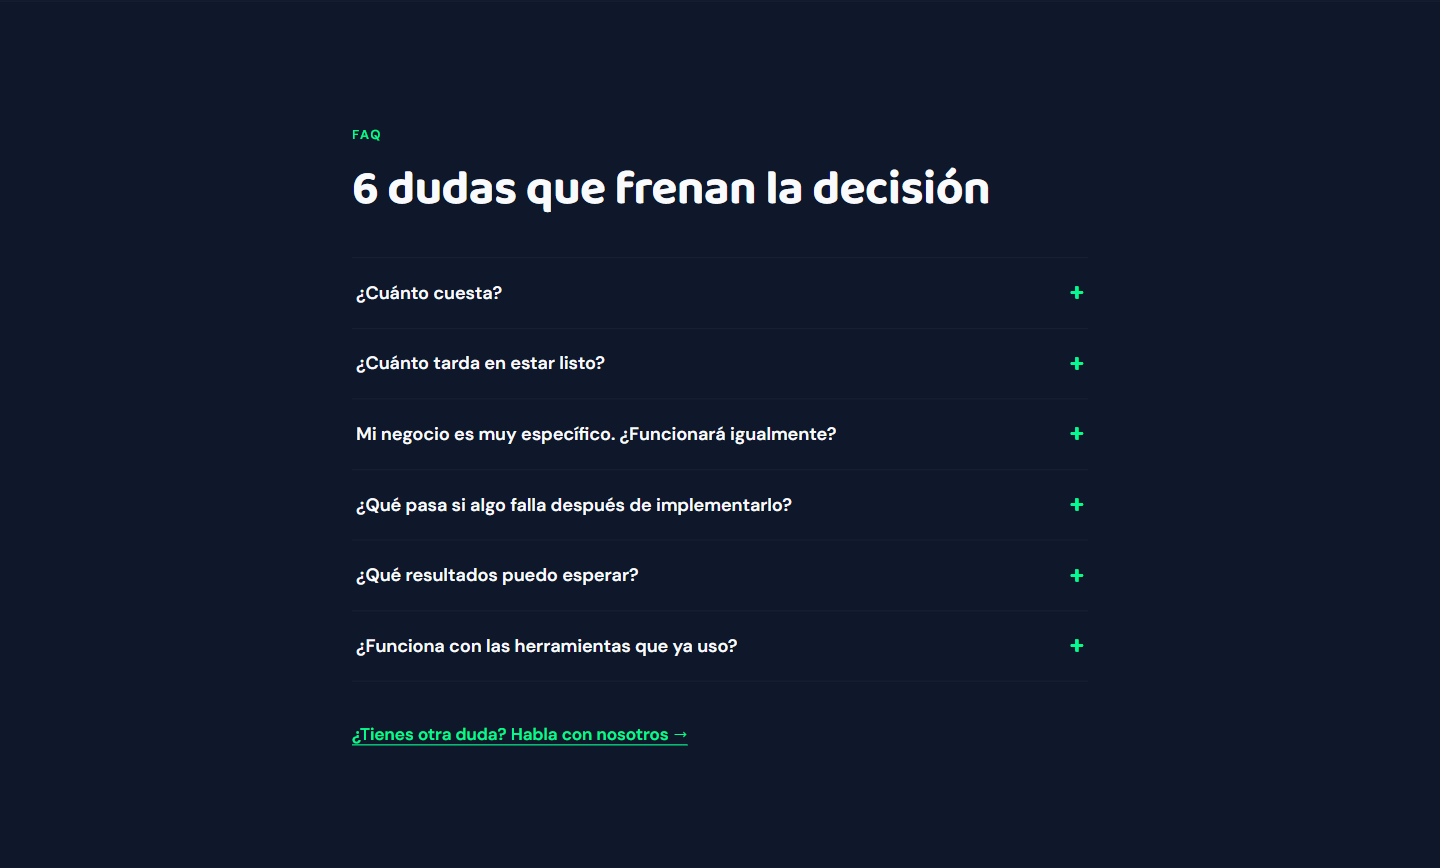 FAQ
6 dudas que frenan la decisión
¿Cuánto cuesta?
+
¿Cuánto tarda en estar listo?
+
Mi negocio es muy específico. ¿Funcionará igualmente?
+
¿Qué pasa si algo falla después de implementarlo?
+
¿Qué resultados puedo esperar?
+
¿Funciona con las herramientas que ya uso?
+
¿Tienes otra duda? Habla con nosotros →